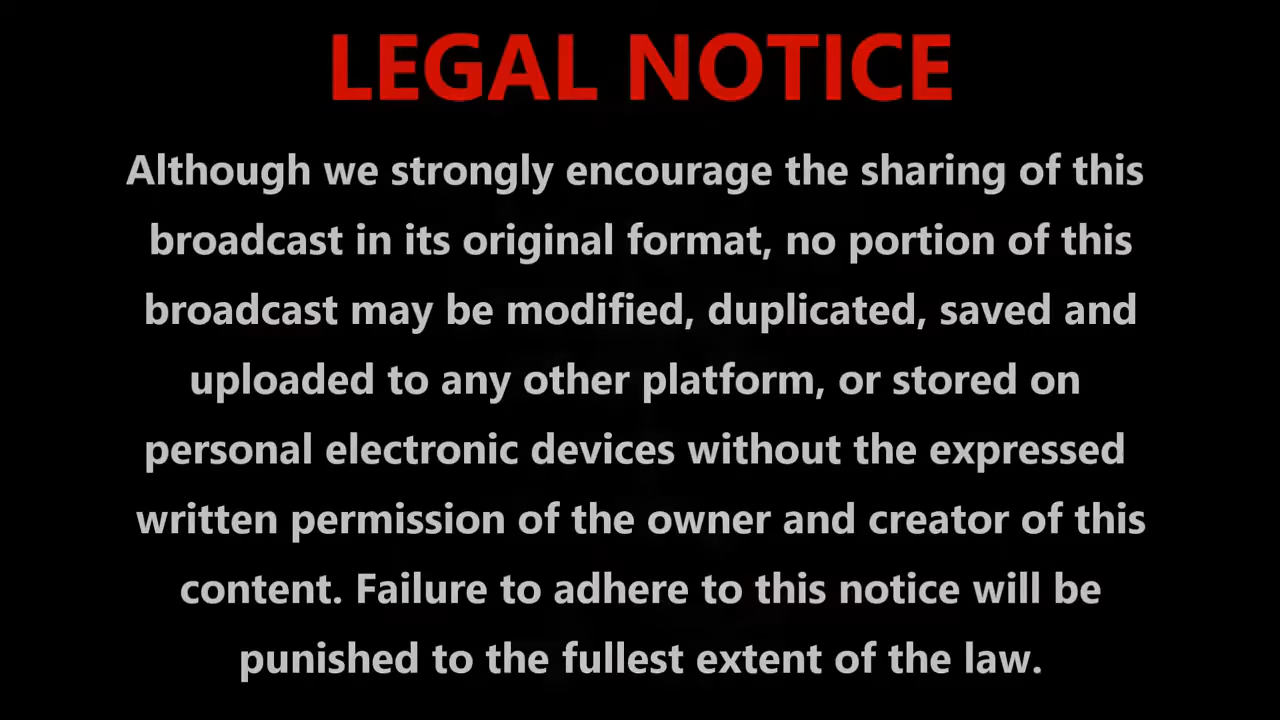 LEGAL NOTICE
Although we strongly encourage the sharing of this
broadcast in its original format, no portion of this
broadcast may be modified, duplicated, saved and
uploaded to any other platform, or stored on
personal electronic devices without the expressed
written permission of the owner and creator of this
content. Failure to adhere to this notice will be
punished to the fullest extent of the law.